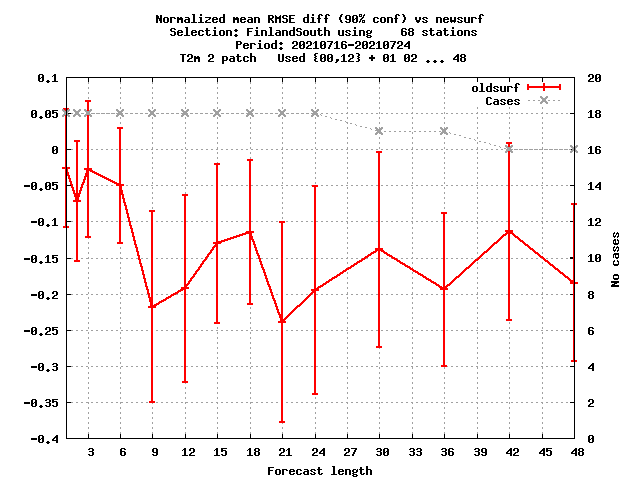 Normalized mean RMSE diff (90% conf) vs newsurf
Selection: FinlandSouth using    68 stations
Period: 20210716-20210724
T2m 2 patch   Used {00,12} + 01 02 ... 48
oldsurf
Cases
0.1
0.05
0
-0.05
-0.1
-0.15
-0.2
-0.25
-0.3
-0.35
-0.4
20
18
16
14
12
10
8
6
4
2
0
No cases
3 6 9 12 15 18 21 24 27 30 33 36 39 42 45 48
Forecast length